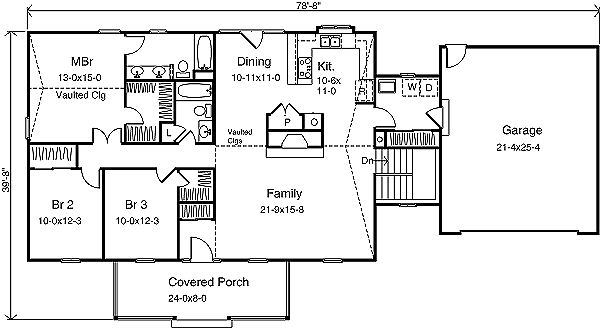 78'-8"
39'-8"
MBr
13-0x15-0
Vaulted Clg
Dining
10-11x11-0
Kit.
10-6x
11-0
R
W D
Garage
21-4x25-4
L
P
O
Vaulted
Clgs
Dn
Br 2
10-0x12-3
Br 3
10-0x12-3
Family
21-9x15-8
Covered Porch
24-0x8-0